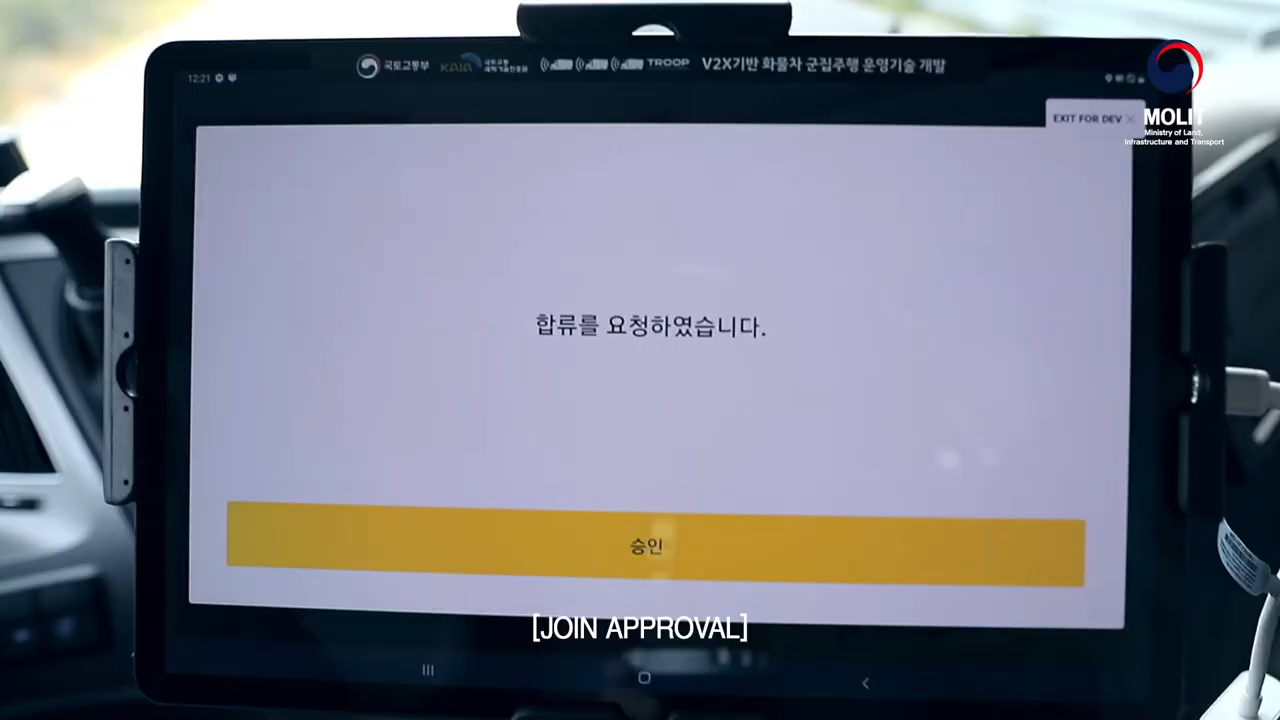 12:21
국토교통부
KAIA
TROOP
V2X기반 화물차 군집주행 운영기술 개발
EXIT FOR DEV ×
MOLIT
Ministry of Land,
Infrastructure and Transport
합류를 요청하였습니다.
승인
[JOIN APPROVAL]